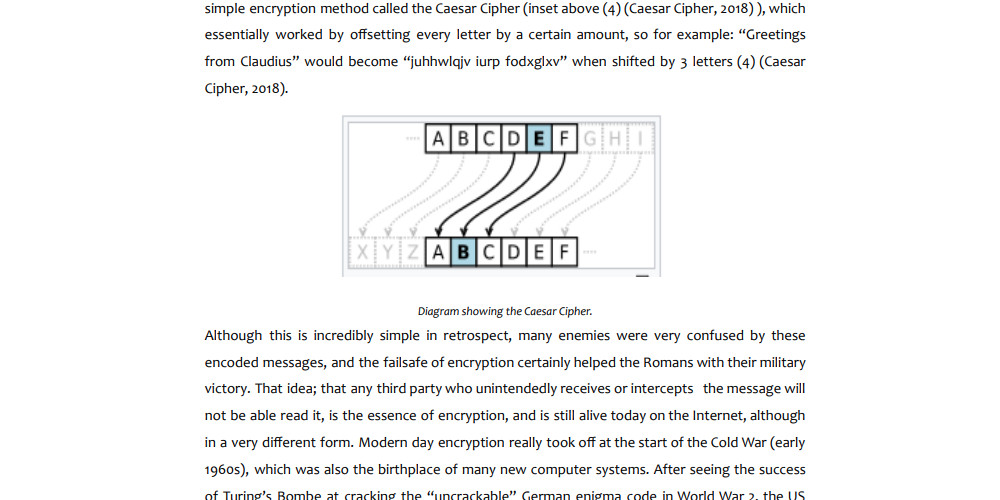 simple encryption method called the Caesar Cipher (inset above (4) (Caesar Cipher, 2018) ), which
essentially worked by offsetting every letter by a certain amount, so for example: “Greetings
from Claudius” would become “juhhwlqjv iurp fodxglxv” when shifted by 3 letters (4) (Caesar
Cipher, 2018).
A B C D E F G H I
X Y Z A B C D E F
Diagram showing the Caesar Cipher.
Although this is incredibly simple in retrospect, many enemies were very confused by these
encoded messages, and the failsafe of encryption certainly helped the Romans with their military
victory. That idea; that any third party who unintendedly receives or intercepts the message will
not be able read it, is the essence of encryption, and is still alive today on the Internet, although
in a very different form. Modern day encryption really took off at the start of the Cold War (early
1960s), which was also the birthplace of many new computer systems. After seeing the success
of Turing’s Bombe at cracking the “uncrackable” German enigma code in World War 2, the US